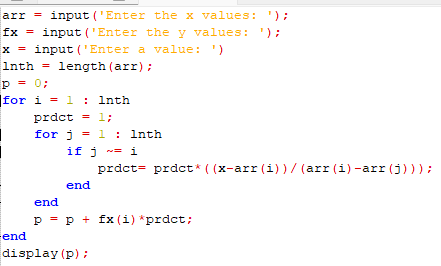 arr = input('Enter the x values: ');
fx = input('Enter the y values: ');
x = input('Enter a value: ')
lnth = length(arr);
p = 0;
for i = 1 : lnth
    prdct = 1;
    for j = 1 : lnth
        if j ~= i
            prdct= prdct*((x-arr(i))/(arr(i)-arr(j)));
        end
    end
    p = p + fx(i)*prdct;
end
display(p);